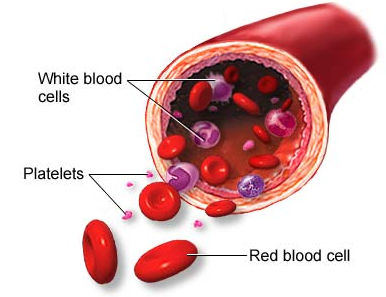 White blood
cells
Platelets
Red blood cell